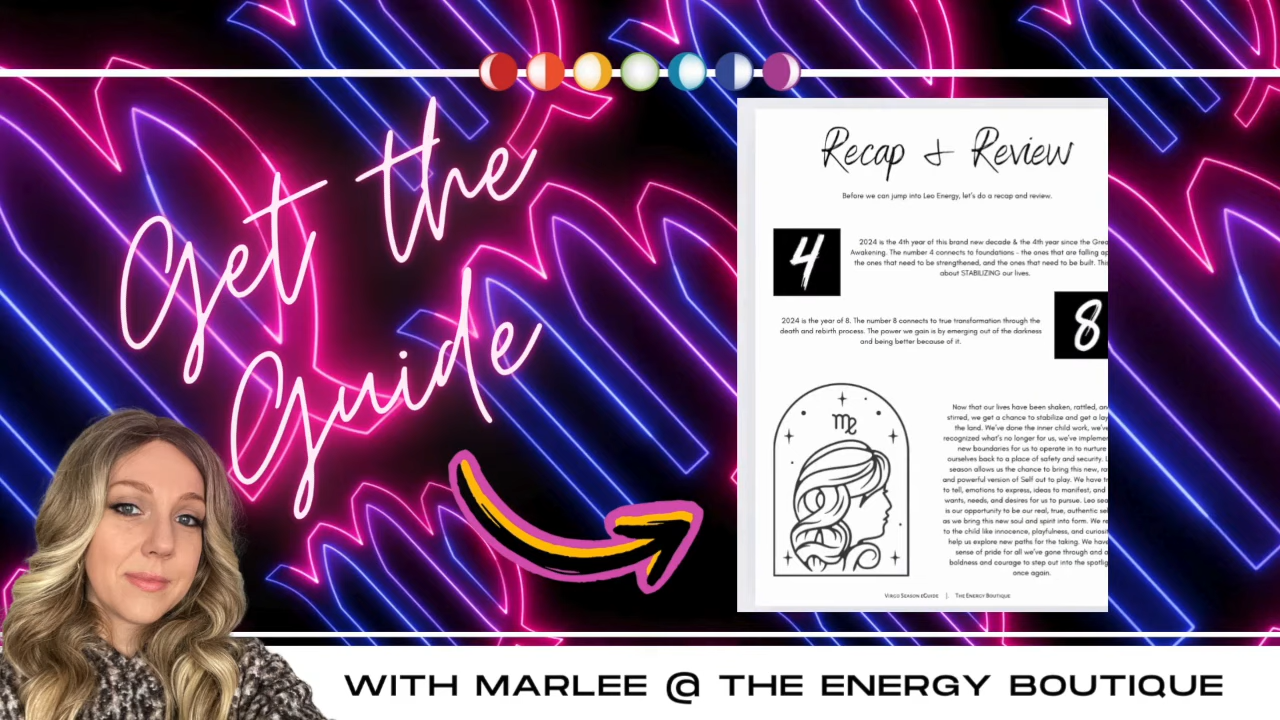 Get the
Guide
Recap & Review
Before we can jump into Leo Energy, let's do a recap and review.
4
2024 is the 4th year of this brand new decade & the 4th year since the
Awakening. The number 4 connects to foundations - the ones that are falling
the ones that need to be strengthened, and the ones that need to be built.
about STABILIZING our lives.
8
2024 is the year of 8. The number 8 connects to true transformation through the
death and rebirth process. The power we gain is by emerging out of the darkness
and being better because of it.
♍
Now that our lives have been shaken, rattled,
stirred, we get a chance to stabilize and get a
the land. We've done the inner child work,
recognized what's no longer for us, we've
new boundaries for us to operate in to nurture
ourselves back to a place of safety and security.
season allows us the chance to bring this new,
and powerful version of Self out to play. We have
to tell, emotions to express, ideas to manifest, and
wants, needs, and desires for us to pursue. Leo
is our opportunity to be our real, true, authentic
as we bring this new soul and spirit into form. We
to the child like innocence, playfulness, and
help us explore new paths for the taking. We have
sense of pride for all we've gone through and
boldness and courage to step out into the
once again.
Virgo Season eGuide | The Energy Boutique
WITH MARLEE @ THE ENERGY BOUTIQUE